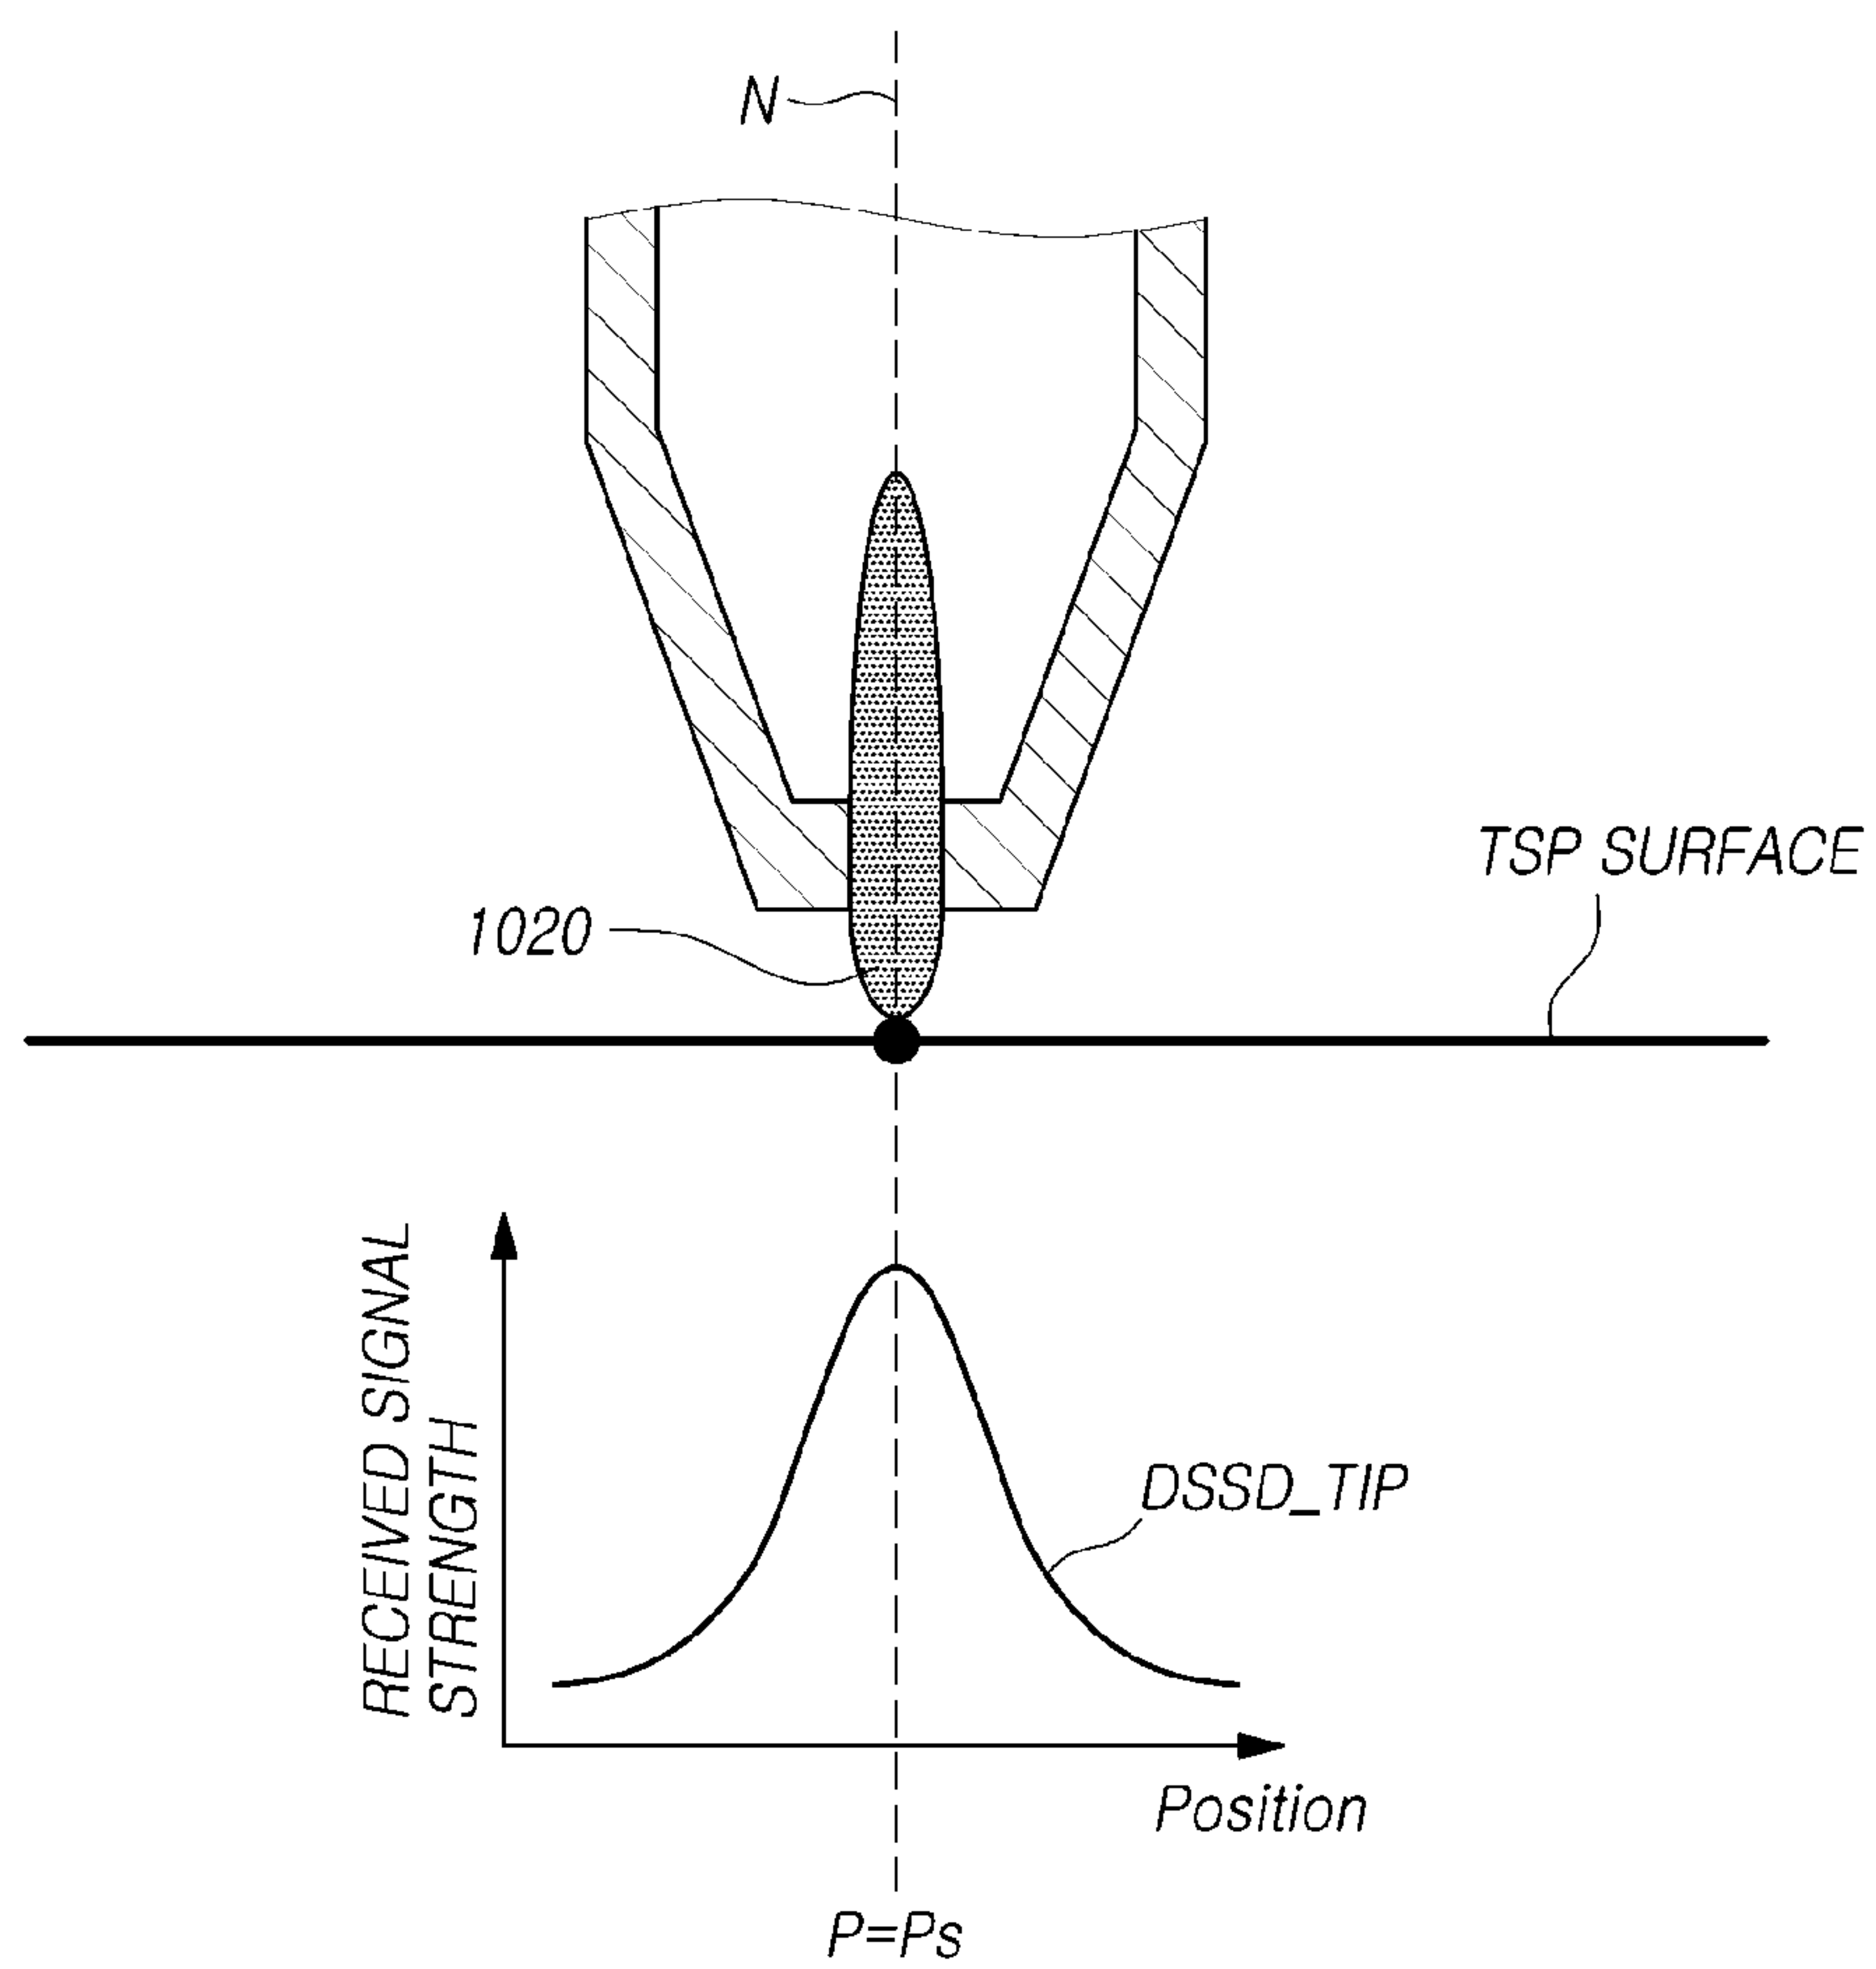 N
TSP SURFACE
1020
RECEIVED SIGNAL
STRENGTH
DSSD_TIP
Position
P=Ps